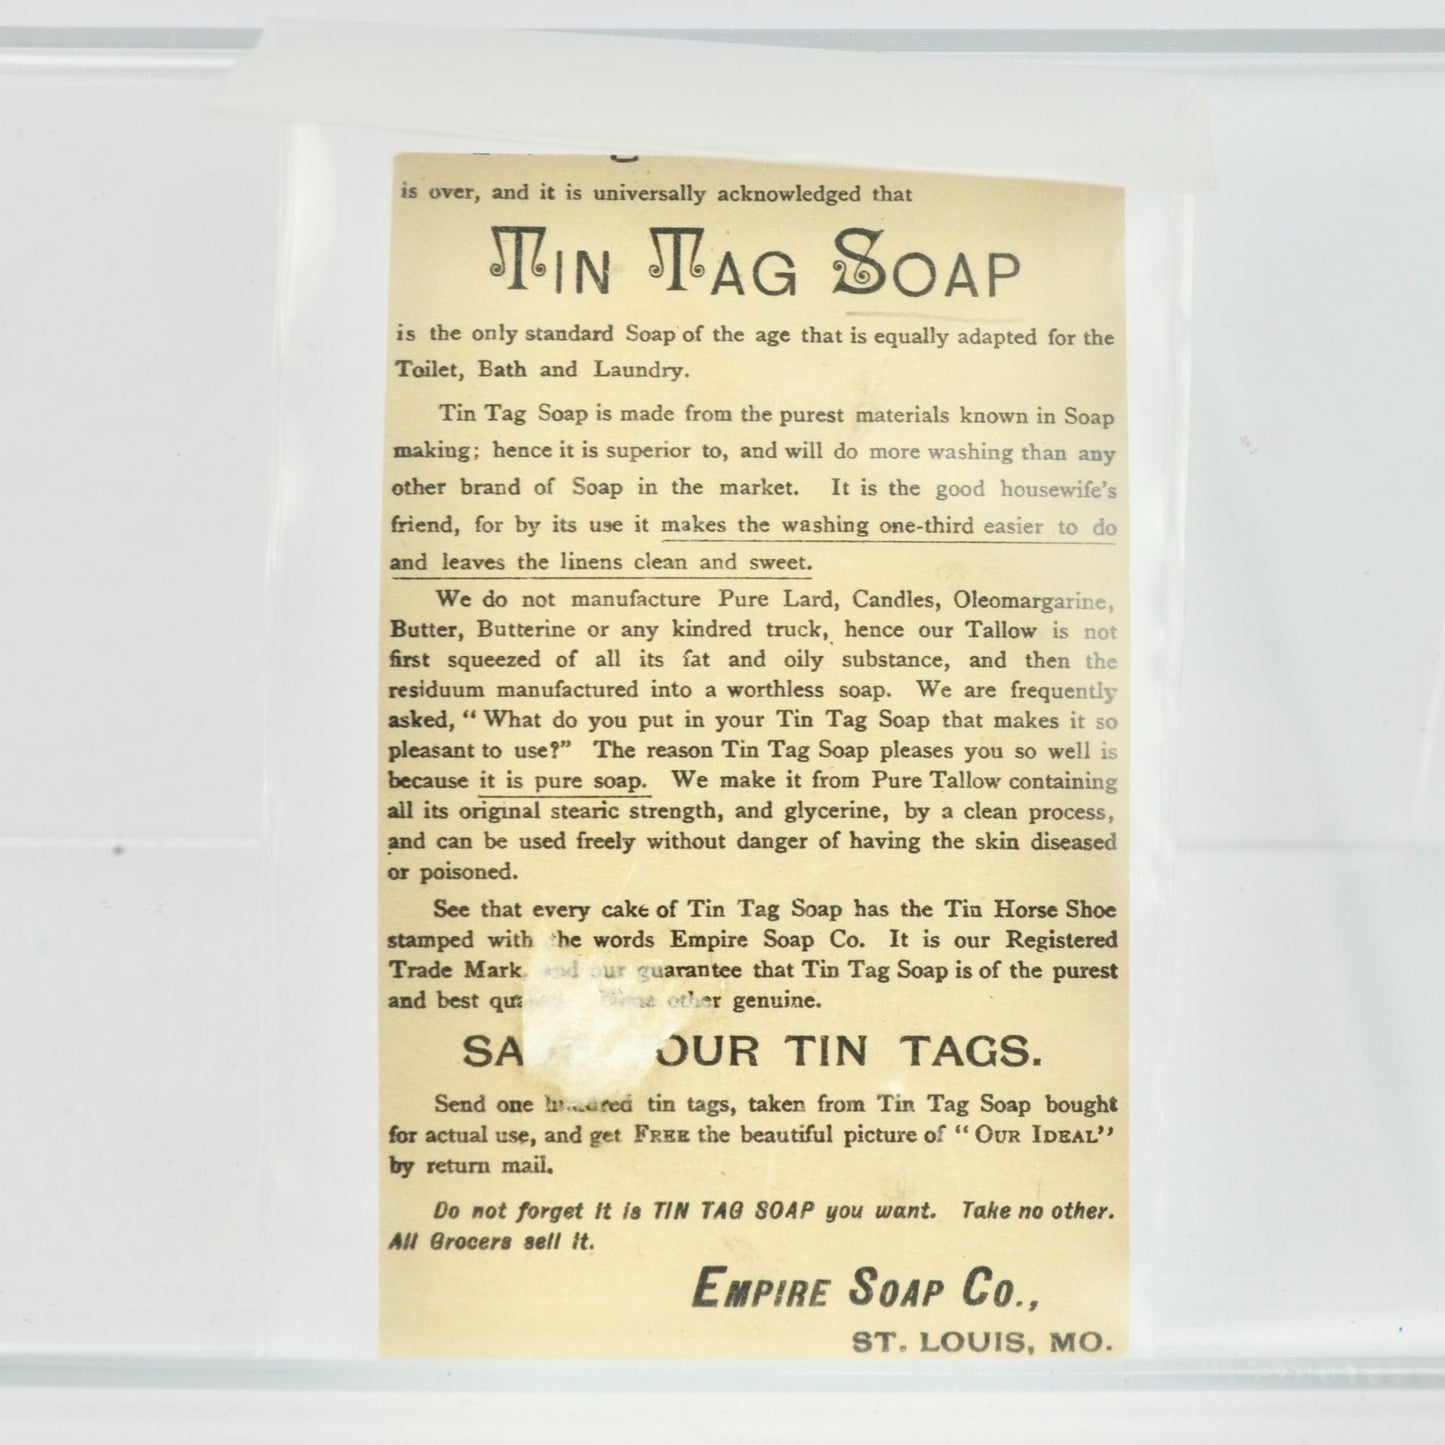 is over, and it is universally acknowledged that
TIN TAG SOAP
is the only standard Soap of the age that is equally adapted for the
Toilet, Bath and Laundry.
Tin Tag Soap is made from the purest materials known in Soap
making; hence it is superior to, and will do more washing than any
other brand of Soap in the market. It is the good housewife's
friend, for by its use it makes the washing one-third easier to do
and leaves the linens clean and sweet.
We do not manufacture Pure Lard, Candles, Oleomargarine,
Butter, Butterine or any kindred truck, hence our Tallow is not
first squeezed of all its fat and oily substance, and then the
residuum manufactured into a worthless soap. We are frequently
asked, "What do you put in your Tin Tag Soap that makes it so
pleasant to use?" The reason Tin Tag Soap pleases you so well is
because it is pure soap. We make it from Pure Tallow containing
all its original stearic strength, and glycerine, by a clean process,
and can be used freely without danger of having the skin diseased
or poisoned.
See that every cake of Tin Tag Soap has the Tin Horse Shoe
stamped with the words Empire Soap Co. It is our Registered
Trade Mark and our guarantee that Tin Tag Soap is of the purest
and best other genuine.
TIN TAGS.
Send one hundred tin tags, taken from Tin Tag Soap bought
for actual use, and get FREE the beautiful picture of "OUR IDEAL"
by return mail.
Do not forget it is TIN TAG SOAP you want. Take no other.
All Grocers sell it.
EMPIRE SOAP CO.,
ST. LOUIS, MO.